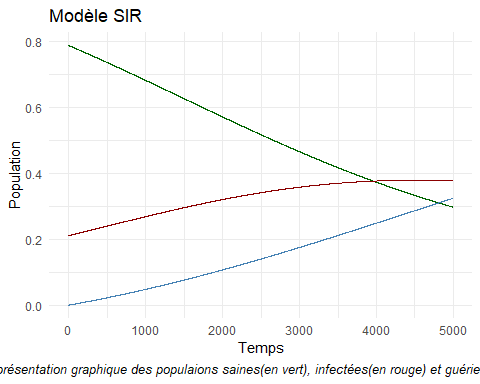 Modèle SIR
0.8
0.6
0.4
0.2
0.0
Population
0 1000 2000 3000 4000 5000
Temps
présentation graphique des populaions saines(en vert), infectées(en rouge) et guérie